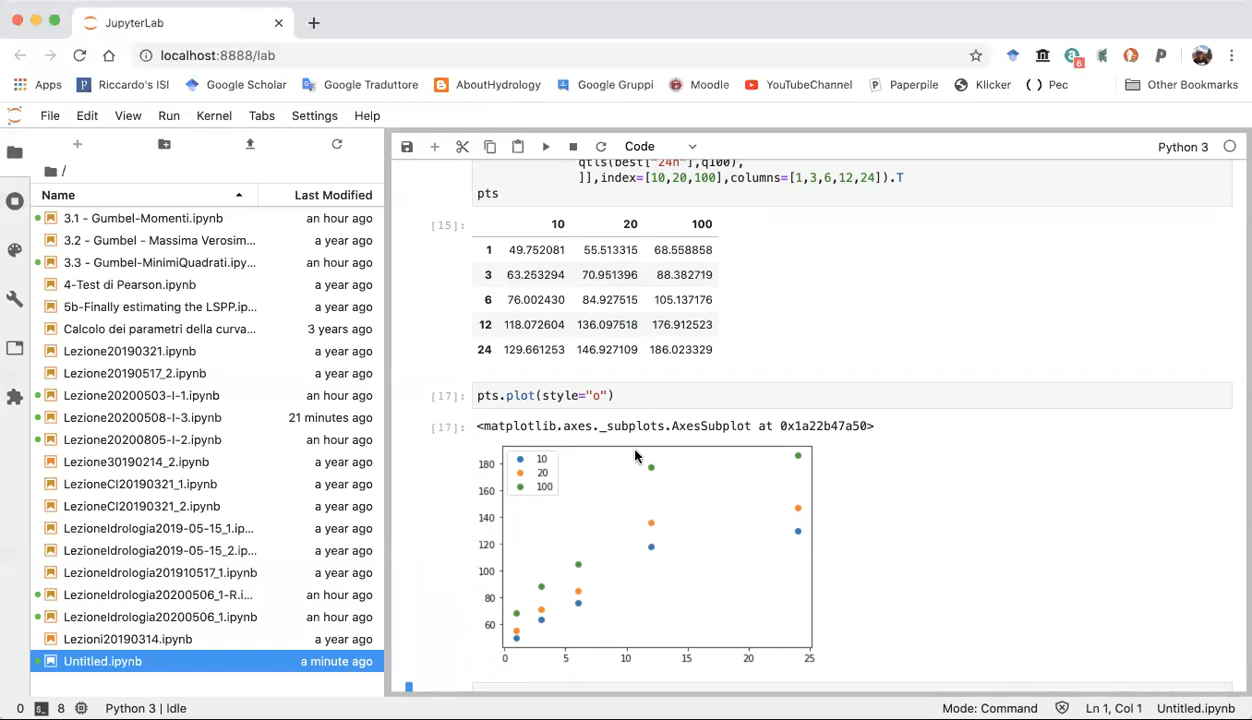 JupyterLab
localhost:8888/lab
6
Apps Riccardo's ISI Google Scholar Google Traduttore AboutHydrology Google Gruppi Moodle YouTubeChannel Paperpile Klicker Pec Other Bookmarks
File Edit View Run Kernel Tabs Settings Help
/
Name Last Modified
3.1 - Gumbel-Momenti.ipynb an hour ago
3.2 - Gumbel - Massima Verosim... a year ago
3.3 - Gumbel-MinimiQuadrati.ipy... an hour ago
4-Test di Pearson.ipynb a year ago
5b-Finally estimating the LSPP.ip... a year ago
Calcolo dei parametri della curva... 3 years ago
Lezione20190321.ipynb a year ago
Lezione20190517_2.ipynb a year ago
Lezione20200503-I-1.ipynb an hour ago
Lezione20200508-I-3.ipynb 21 minutes ago
Lezione20200805-I-2.ipynb an hour ago
Lezione30190214_2.ipynb a year ago
LezioneCI20190321_1.ipynb a year ago
LezioneCI20190321_2.ipynb a year ago
LezioneIdrologia2019-05-15_1.ip... a year ago
LezioneIdrologia2019-05-15_2.ip... a year ago
LezioneIdrologia201910517_1.ipynb a year ago
LezioneIdrologia20200506_1-R.i... an hour ago
LezioneIdrologia20200506_1.ipynb an hour ago
Lezioni20190314.ipynb a year ago
Untitled.ipynb a minute ago
Code Python 3
qtls(best["24h"],q100),
]],index=[10,20,100],columns=[1,3,6,12,24]).T
pts
[15]:
10 20 100
1 49.752081 55.513315 68.558858
3 63.253294 70.951396 88.382719
6 76.002430 84.927515 105.137176
12 118.072604 136.097518 176.912523
24 129.661253 146.927109 186.023329
[17]: pts.plot(style="o")
[17]: <matplotlib.axes._subplots.AxesSubplot at 0x1a22b47a50>
10
20
100
180
160
140
120
100
80
60
0 5 10 15 20 25
0 8 Python 3 | Idle Mode: Command Ln 1, Col 1 Untitled.ipynb